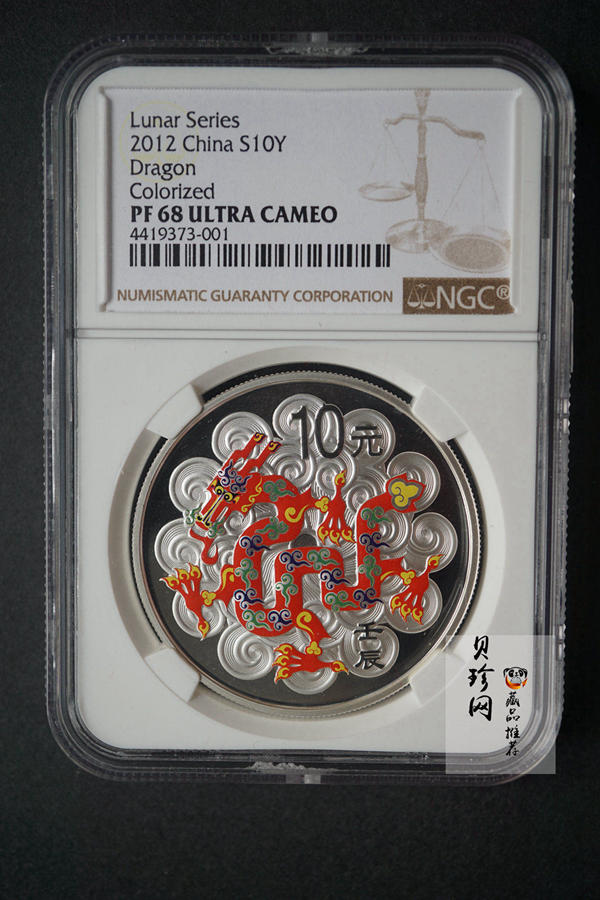 Lunar Series
2012 China S10Y
Dragon
Colorized
PF 68 ULTRA CAMEO
4419373-001
NUMISMATIC GUARANTY CORPORATION
NGC®
10元
壬辰
贝珍网
藏品推荐